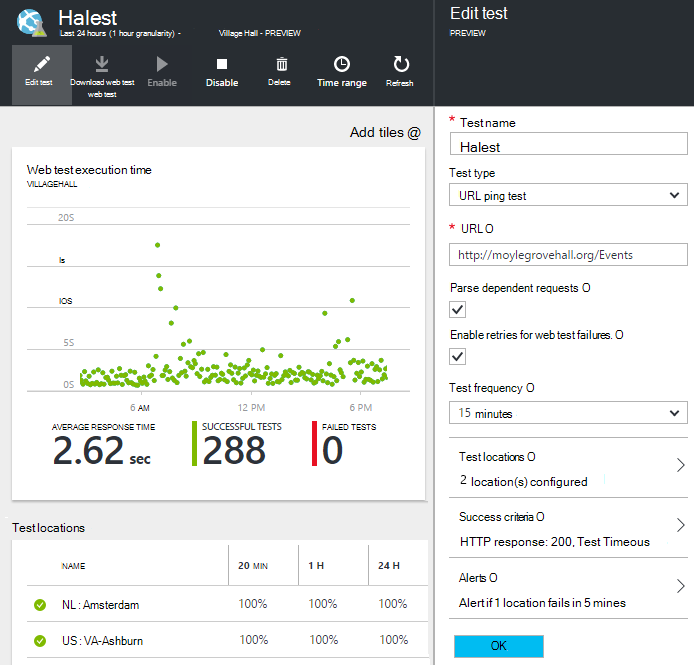 Halest
Last 24 hours (1 hour granularity) -
Village Hall - PREVIEW
Edit test
Download web test
web test
Enable
Disable
Delete
Time range
Refresh
Add tiles @
Web test execution time
VILLAGEHALL
20S
Is
IOS
5S
0S
6 AM
12 PM
6 PM
AVERAGE RESPONSE TIME
2.62 sec
SUCCESSFUL TESTS
288
FAILED TESTS
0
Test locations
NAME
20 MIN
1 H
24 H
NL : Amsterdam
100%
100%
100%
US : VA-Ashburn
100%
100%
100%
Edit test
PREVIEW
* Test name
Halest
Test type
URL ping test
* URL O
http://moylegrovehall.org/Events
Parse dependent requests O
Enable retries for web test failures. O
Test frequency O
15 minutes
Test locations O
2 location(s) configured
Success criteria O
HTTP response: 200, Test Timeous
Alerts O
Alert if 1 location fails in 5 mines
OK